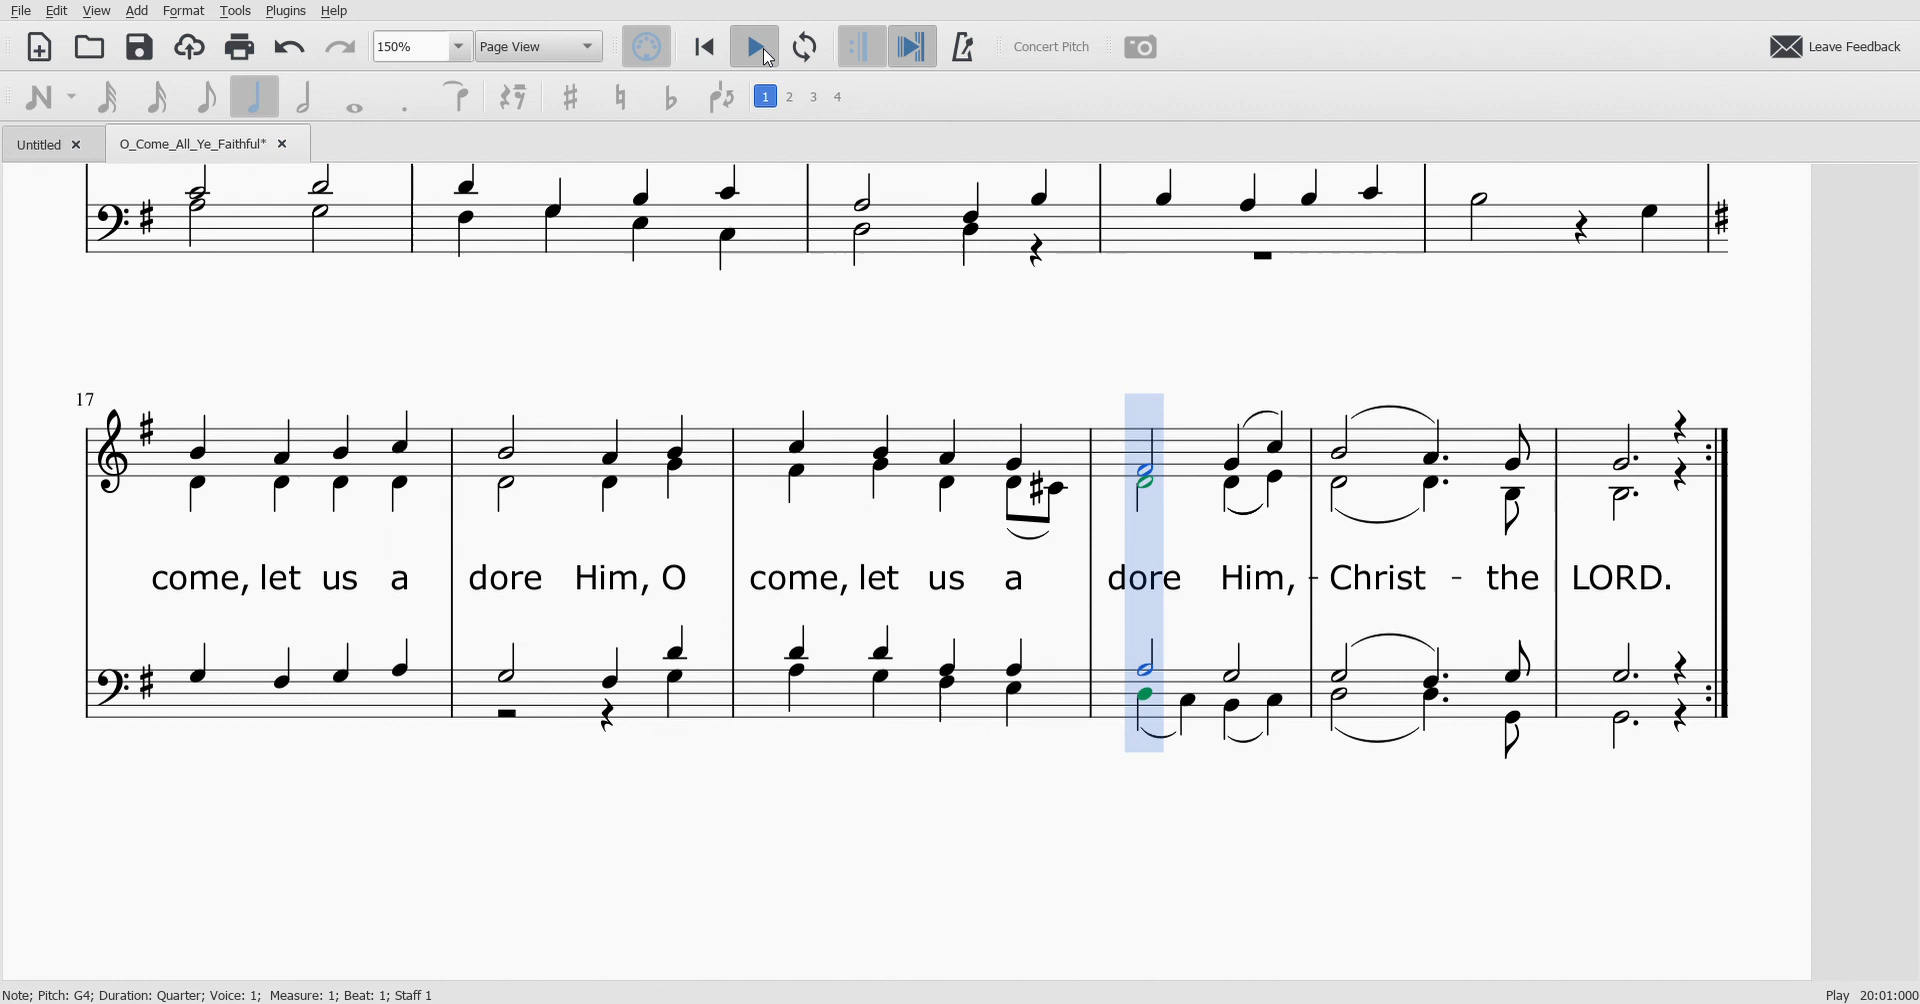 File Edit View Add Format Tools Plugins Help
150% Page View Concert Pitch Leave Feedback
1 2 3 4
Untitled O_Come_All_Ye_Faithful*
17
come, let us a dore Him, O come, let us a dore Him, - Christ - the LORD.
Note; Pitch: G4; Duration: Quarter; Voice: 1; Measure: 1; Beat: 1; Staff 1 Play 20:01:000